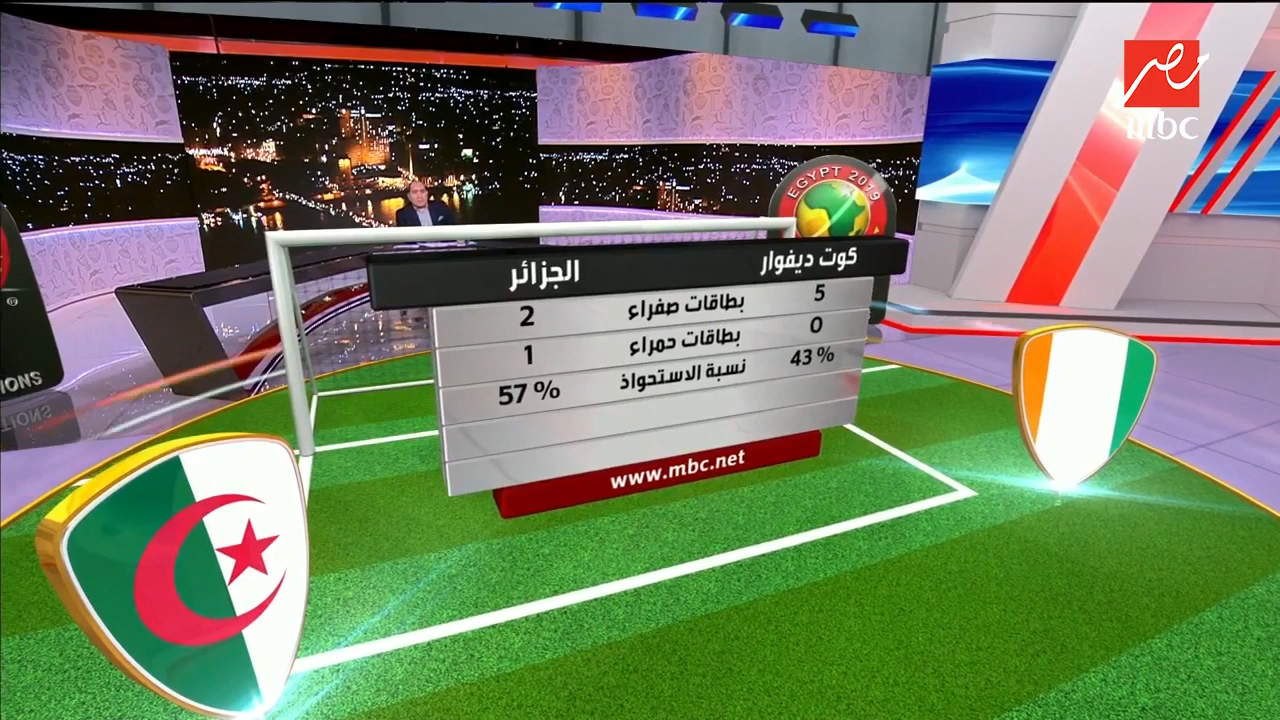 مصر
mbc
EGYPT 2019
كوت ديفوار الجزائر
5 بطاقات صفراء 2
0 بطاقات حمراء 1
43% نسبة الاستحواذ 57%
www.mbc.net
IONS